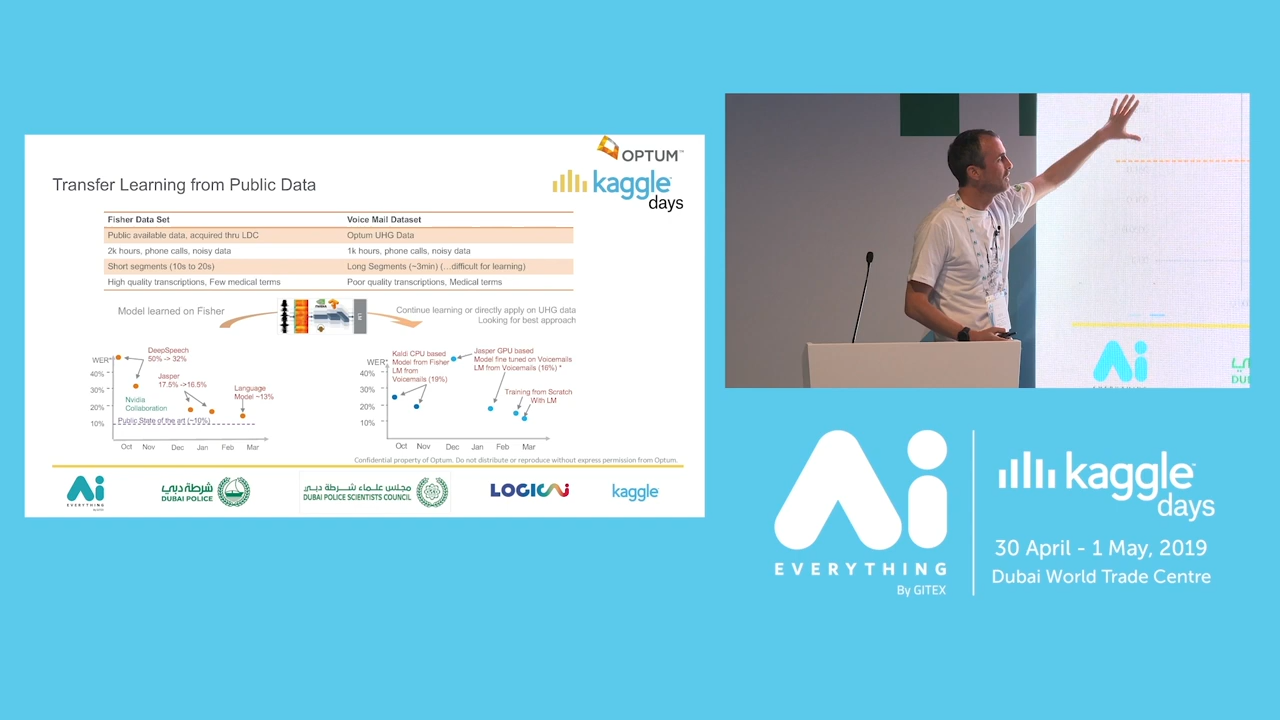 OPTUM™
kaggle
days
Transfer Learning from Public Data
Fisher Data Set
Voice Mail Dataset
Public available data, acquired thru LDC
Optum UHG Data
2k hours, phone calls, noisy data
1k hours, phone calls, noisy data
Short segments (10s to 20s)
Long Segments (~3min) (…difficult for learning)
High quality transcriptions, Few medical terms
Poor quality transcriptions, Medical terms
Model learned on Fisher
LM
Continue learning or directly apply on UHG data
Looking for best approach
WER*
40%
30%
20%
10%
DeepSpeech
50% -> 32%
Jasper
17.5% ->16.5%
Language
Model ~13%
Nvidia
Collaboration
Public State of the art (~10%)
Oct Nov Dec Jan Feb Mar
WER*
40%
30%
20%
10%
Kaldi CPU based
Model from Fisher
LM from
Voicemails (19%)
Jasper GPU based
Model fine tuned on Voicemails
LM from Voicemails (16%) *
Training from Scratch
With LM
Oct Nov Dec Jan Feb Mar
Confidential property of Optum. Do not distribute or reproduce without express permission from Optum.
Ai
EVERYTHING
شرطة دبي
DUBAI POLICE
مجلس علماء شرطة دبي
DUBAI POLICE SCIENTISTS COUNCIL
LOGICAi
kaggle
Ai
Ai
EVERYTHING
By GITEX
kaggle
days
30 April - 1 May, 2019
Dubai World Trade Centre